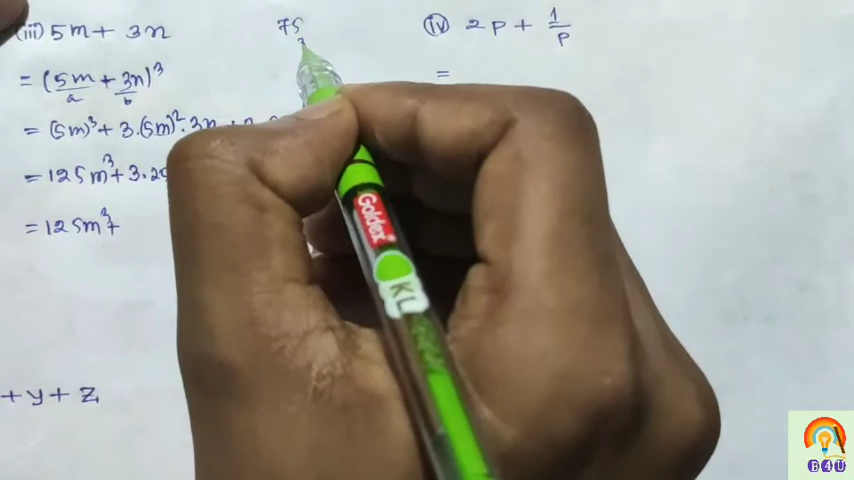 (iii) 5m + 3n
= (5m + 3n)³
a b
= (5m)³ + 3.(5m)².3n
= 125m³ + 3.
= 125m³ +
75
(iv) 2P + 1/P
=
+ y + z
Goldex
KL
B4U